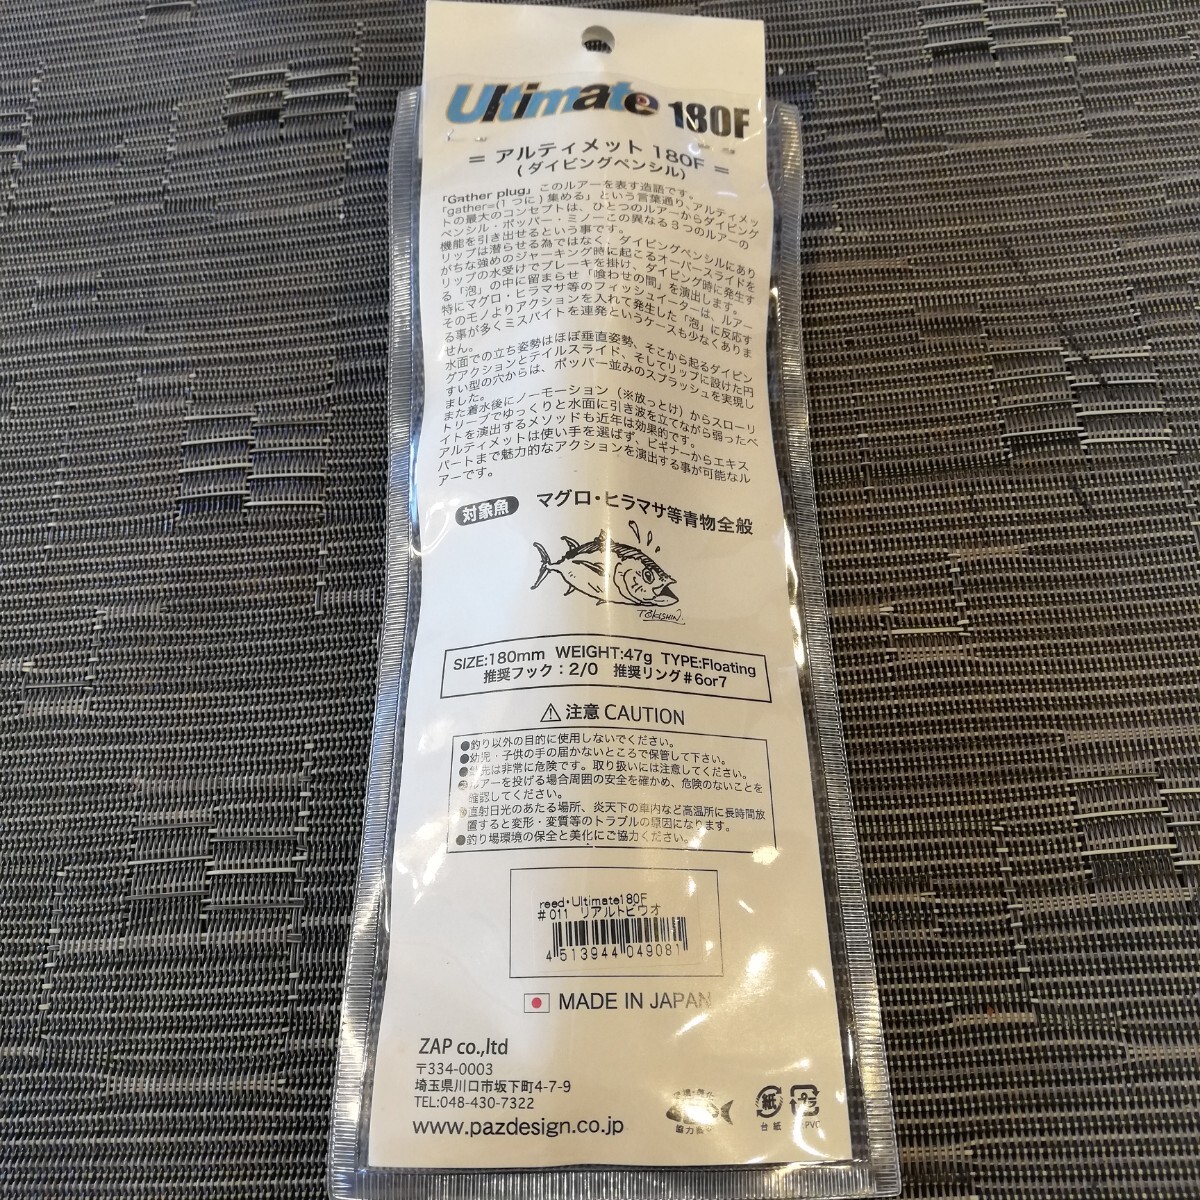 Ultimate 180F
= アルティメット 180F =
(ダイビングペンシル)
「Gather plug」このルアーを表す造語です。
「gather=(1つに)集める」という言葉通り、アルティメッ
トの最大のコンセプトは、ひとつのルアーからダイビング
ペンシル・ポッパー・ミノーこの異なる3つのルアーの
機能を引き出せるという事です。
リップは潜らせる為ではなく、ダイビングペンシルにあり
がちな強めのジャーキング時に起こるオーバースライドを
リップの水受けでブレーキを掛け、ダイビング時に発生す
る「泡」の中に留まらせ「喰わせの間」を演出します。
特にマグロ・ヒラマサ等のフィッシュイーターは、ルアー
そのモノよりアクションを入れて発生した「泡」に反応す
る事が多くミスバイトを連発というケースも少なくありま
せん。
水面での立ち姿勢はほぼ垂直姿勢、そこから起るダイビン
グアクションとテイルスライド、そしてリップに設けた円
すい型の穴からは、ポッパー並みのスプラッシュを実現し
ました。
また着水後にノーモーション（※放っとけ）からスローリ
トリーブでゆっくりと水面に引き波を立てながら弱ったベ
イトを演出するメソッドも近年は効果的です。
アルティメットは使い手を選ばず、ビギナーからエキス
パートまで魅力的なアクションを演出する事が可能なル
アーです。
対象魚 マグロ・ヒラマサ等青物全般
TOKISHIN
SIZE:180mm WEIGHT:47g TYPE:Floating
推奨フック：2/0 推奨リング#6or7
⚠注意 CAUTION
●釣り以外の目的に使用しないでください。
●幼児・子供の手の届かないところで保管して下さい。
●針先は非常に危険です。取り扱いには注意してください。
●ルアーを投げる場合周囲の安全を確かめ、危険のないことを
確認してください。
●直射日光のあたる場所、炎天下の車内など高温所に長時間放
置すると変形・変質等のトラブルの原因になります。
●釣り場環境の保全と美化にご協力ください。
reed・Ultimate180F
#011 リアルトビウオ
4 513944 049081
MADE IN JAPAN
ZAP co.,ltd
〒334-0003
埼玉県川口市坂下町4-7-9
TEL:048-430-7322
www.pazdesign.co.jp
紙
台紙
PVC